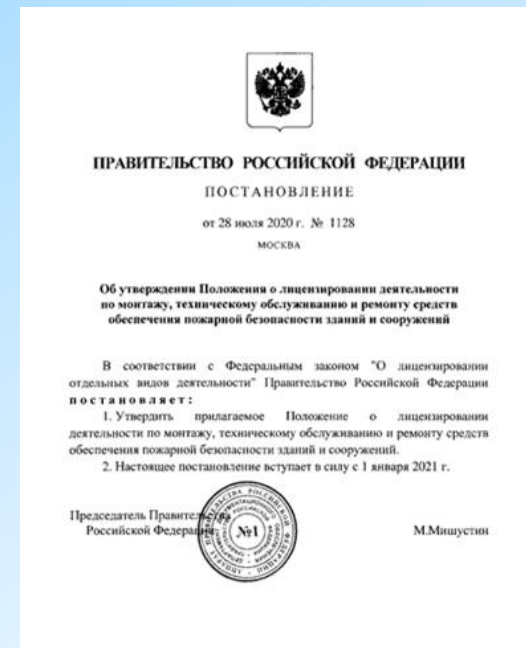 ПРАВИТЕЛЬСТВО РОССИЙСКОЙ ФЕДЕРАЦИИ
ПОСТАНОВЛЕНИЕ
от 28 июля 2020 г. № 1128
МОСКВА
Об утверждении Положения о лицензировании деятельности
по монтажу, техническому обслуживанию и ремонту средств
обеспечения пожарной безопасности зданий и сооружений
В соответствии с Федеральным законом "О лицензировании
отдельных видов деятельности" Правительство Российской Федерации
постановляет:
1. Утвердить прилагаемое Положение о лицензировании
деятельности по монтажу, техническому обслуживанию и ремонту средств
обеспечения пожарной безопасности зданий и сооружений.
2. Настоящее постановление вступает в силу с 1 января 2021 г.
Председатель Правительства
Российской Федерации
М.Мишустин
№1